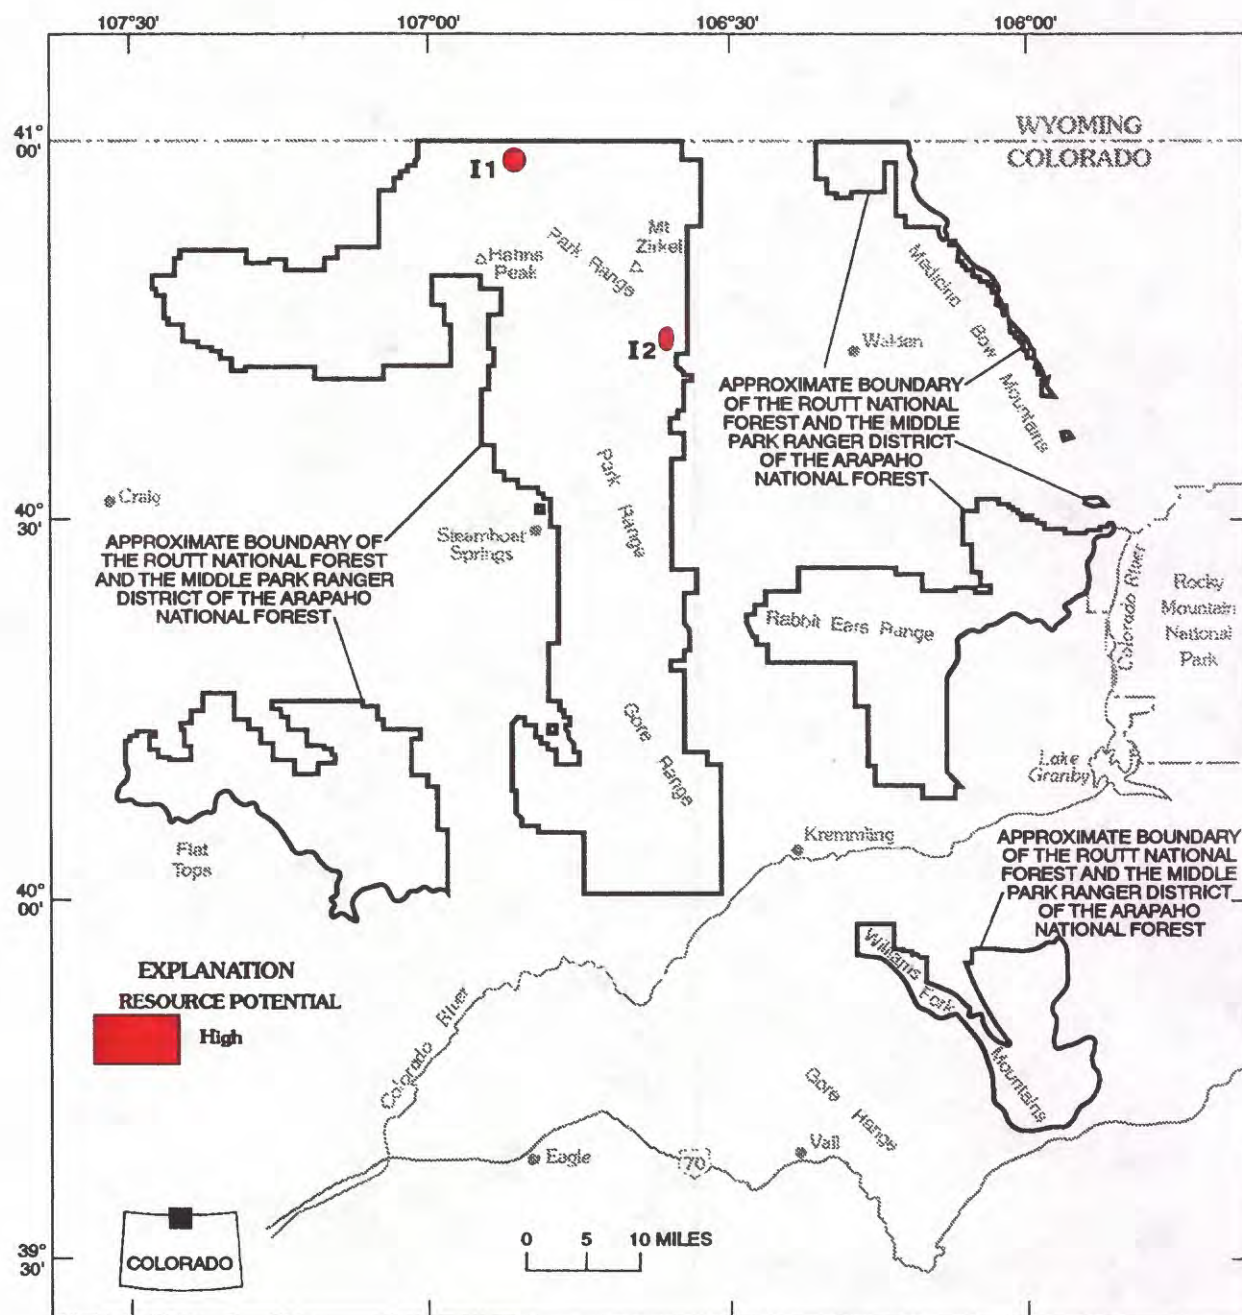 107°30'
107°00'
106°30'
106°00'
41°
00'
WYOMING
COLORADO
I1
Mt
Zirkel
Park Range
Hahns
Peak
Medicine Bow Mountains
I2
Walden
APPROXIMATE BOUNDARY
OF THE ROUTT NATIONAL
FOREST AND THE MIDDLE
PARK RANGER DISTRICT
OF THE ARAPAHO
NATIONAL FOREST
Park Range
Craig
40°
30'
Steamboat
Springs
APPROXIMATE BOUNDARY OF
THE ROUTT NATIONAL FOREST
AND THE MIDDLE PARK RANGER
DISTRICT OF THE ARAPAHO
NATIONAL FOREST
Rabbit Ears Range
Colorado River
Rocky
Mountain
National
Park
Gore Range
Lake
Granby
Flat
Tops
Kremmling
APPROXIMATE BOUNDARY
OF THE ROUTT NATIONAL
FOREST AND THE MIDDLE
PARK RANGER DISTRICT
OF THE ARAPAHO
NATIONAL FOREST
40°
00'
Williams Fork Mountains
EXPLANATION
RESOURCE POTENTIAL
High
Colorado River
Gore Range
Eagle
70
Vail
COLORADO
0 5 10 MILES
39°
30'